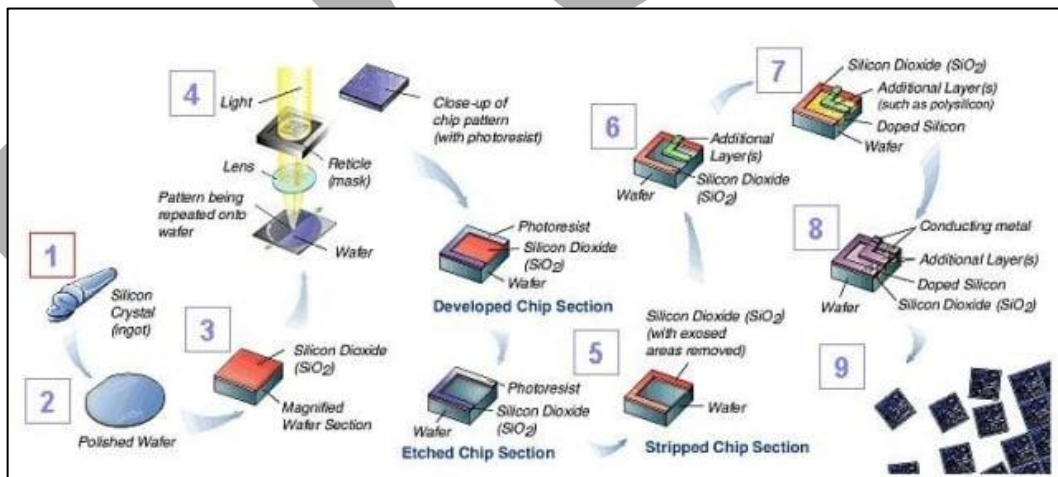 1
Silicon
Crystal
(ingot)
2
Polished Wafer
3
Silicon Dioxide
(SiO2)
Magnified
Wafer Section
4
Light
Lens
Reticle
(mask)
Pattern being
repeated onto
wafer
Wafer
Close-up of
chip pattern
(with photoresist)
Photoresist
Silicon Dioxide
(SiO2)
Wafer
Developed Chip Section
Photoresist
Silicon Dioxide
(SiO2)
Wafer
Etched Chip Section
5
Silicon Dioxide (SiO2)
(with exosed
areas removed)
Wafer
Stripped Chip Section
6
Additional
Layer(s)
Silicon Dioxide
(SiO2)
Wafer
7
Silicon Dioxide (SiO2)
Additional Layer(s)
(such as polysilicon)
Doped Silicon
Wafer
8
Conducting metal
Additional Layer(s)
Doped Silicon
Silicon Dioxide (SiO2)
Wafer
9